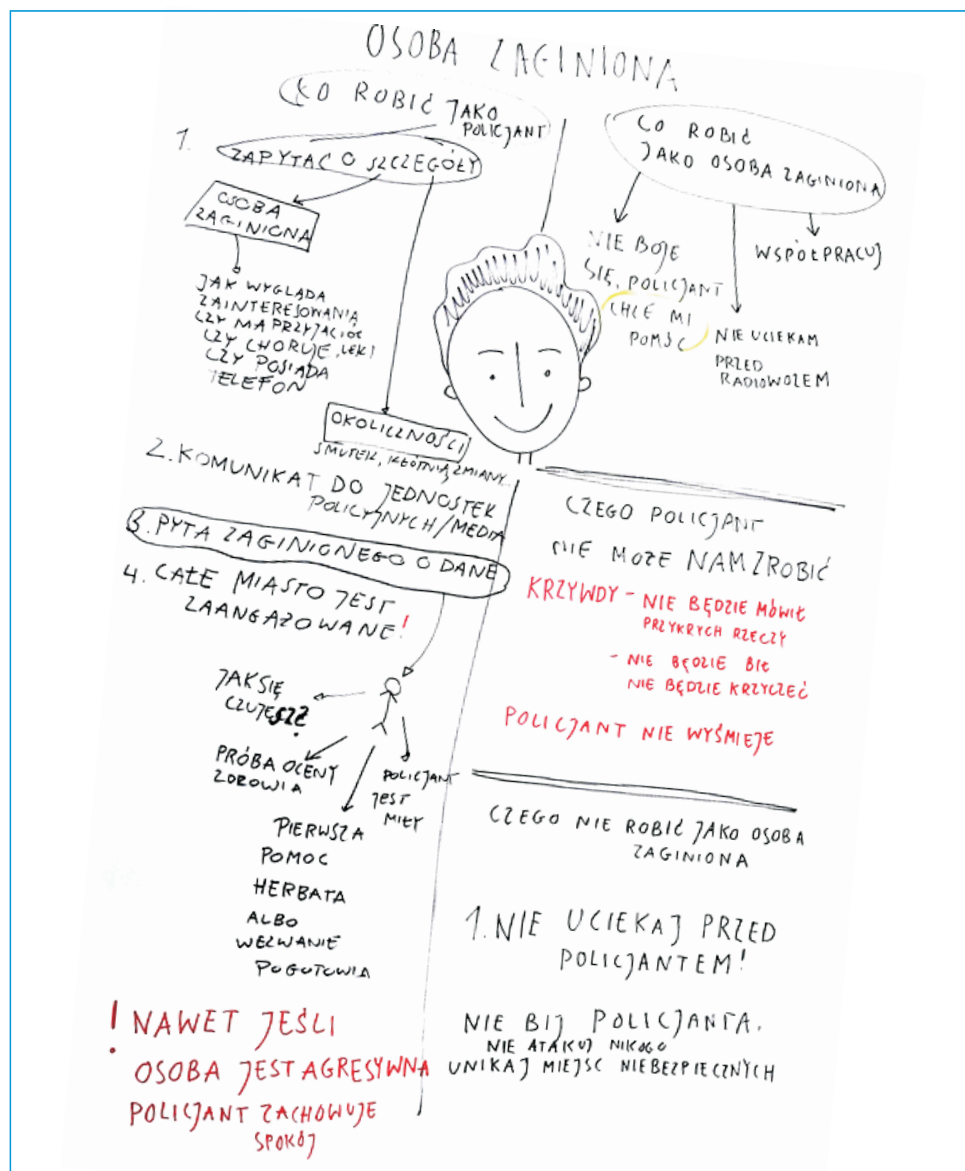 OSOBA ZAGINIONA
CO ROBIĆ JAKO
POLICJANT
1.
ZAPYTAĆ O SZCZEGÓŁY
OSOBA
ZAGINIONA
JAK WYGLĄDA
ZAINTERESOWANIA
CZY MA PRZYJACIÓŁ
CZY CHORUJE, LEKI
CZY POSIADA
TELEFON
OKOLICZNOŚCI
SMUTEK, KŁÓTNIA, ZMIANY
2. KOMUNIKAT DO JEDNOSTEK
POLICYJNYCH/MEDIA
3. PYTA ZAGINIONEGO O DANE
4. CAŁE MIASTO JEST
ZAANGAŻOWANE!
JAK SIĘ
CZUJESZ?
PRÓBA OCENY
ZDROWIA
POLICJANT
JEST
MIŁY
PIERWSZA
POMOC
HERBATA
ALBO
WEZWANIE
POGOTOWIA
! NAWET JEŚLI
OSOBA JEST AGRESYWNA
POLICJANT ZACHOWUJE
SPOKÓJ
CO ROBIĆ
JAKO OSOBA ZAGINIONA
NIE BOJE
SIĘ, POLICJANT
CHCE MI
POMÓC
NIE UCIEKAM
PRZED
RADIOWOZEM
WSPÓŁPRACUJ
CZEGO POLICJANT
NIE MOŻE NAM ZROBIĆ
KRZYWDY - NIE BĘDZIE MÓWIŁ
PRZYKRYCH RZECZY
- NIE BĘDZIE BIŁ
NIE BĘDZIE KRZYCZEĆ
POLICJANT NIE WYŚMIEJE
CZEGO NIE ROBIĆ JAKO OSOBA
ZAGINIONA
1. NIE UCIEKAJ PRZED
POLICJANTEM!
NIE BIJ POLICJANTA.
NIE ATAKUJ NIKOGO
UNIKAJ MIEJSC NIEBEZPIECZNYCH